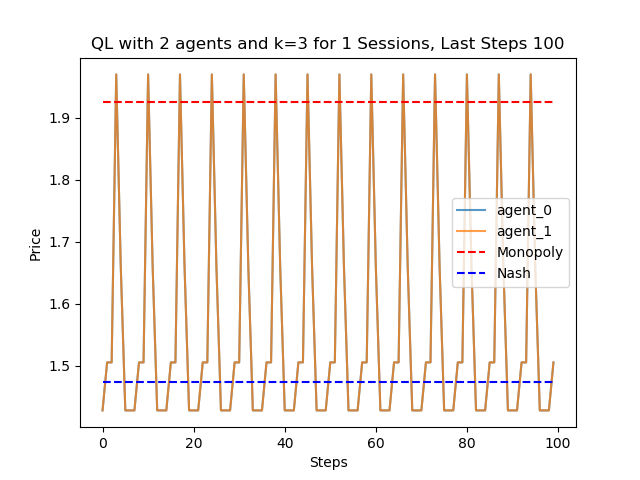 QL with 2 agents and k=3 for 1 Sessions, Last Steps 100
Price
1.9
1.8
1.7
1.6
1.5
agent_0
agent_1
Monopoly
Nash
0
20
40
60
80
100
Steps